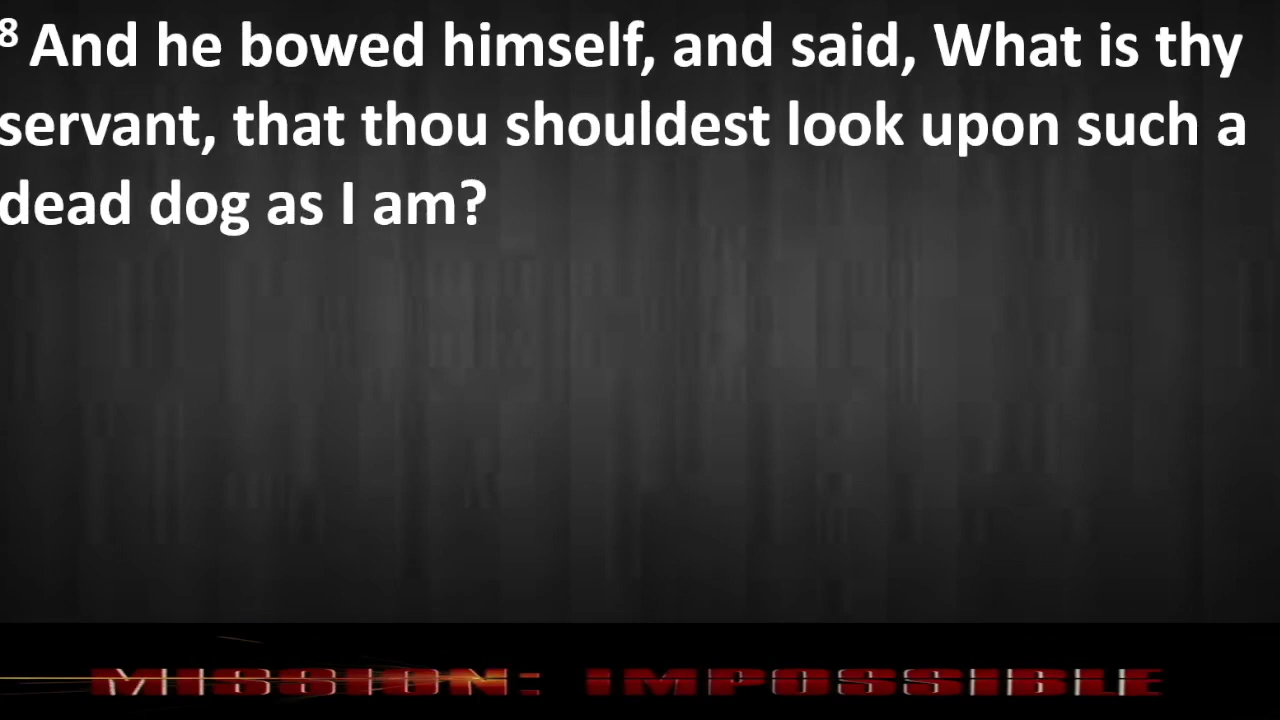 8 And he bowed himself, and said, What is thy
servant, that thou shouldest look upon such a
dead dog as I am?
MISSION: IMPOSSIBLE